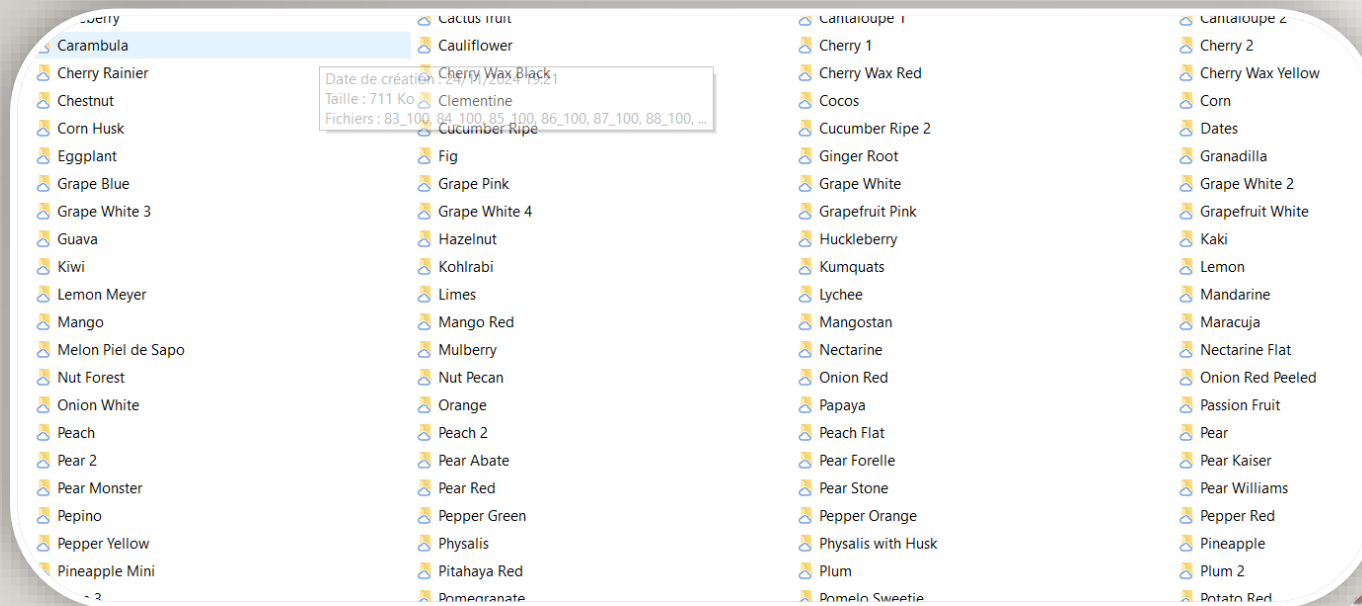 berry Cactus fruit Cantaloupe 1 Cantaloupe 2
Carambula Cauliflower Cherry 1 Cherry 2
Cherry Rainier Cherry Wax Black Cherry Wax Red Cherry Wax Yellow
Date de création : 24/11/2024 19:21
Chestnut Clementine Cocos Corn
Taille : 711 Ko
Fichiers : 83_100, 84_100, 85_100, 86_100, 87_100, 88_100, ...
Corn Husk Cucumber Ripe Cucumber Ripe 2 Dates
Eggplant Fig Ginger Root Granadilla
Grape Blue Grape Pink Grape White Grape White 2
Grape White 3 Grape White 4 Grapefruit Pink Grapefruit White
Guava Hazelnut Huckleberry Kaki
Kiwi Kohlrabi Kumquats Lemon
Lemon Meyer Limes Lychee Mandarine
Mango Mango Red Mangostan Maracuja
Melon Piel de Sapo Mulberry Nectarine Nectarine Flat
Nut Forest Nut Pecan Onion Red Onion Red Peeled
Onion White Orange Papaya Passion Fruit
Peach Peach 2 Peach Flat Pear
Pear 2 Pear Abate Pear Forelle Pear Kaiser
Pear Monster Pear Red Pear Stone Pear Williams
Pepino Pepper Green Pepper Orange Pepper Red
Pepper Yellow Physalis Physalis with Husk Pineapple
Pineapple Mini Pitahaya Red Plum Plum 2
3 Pomegranate Pomelo Sweetie Potato Red